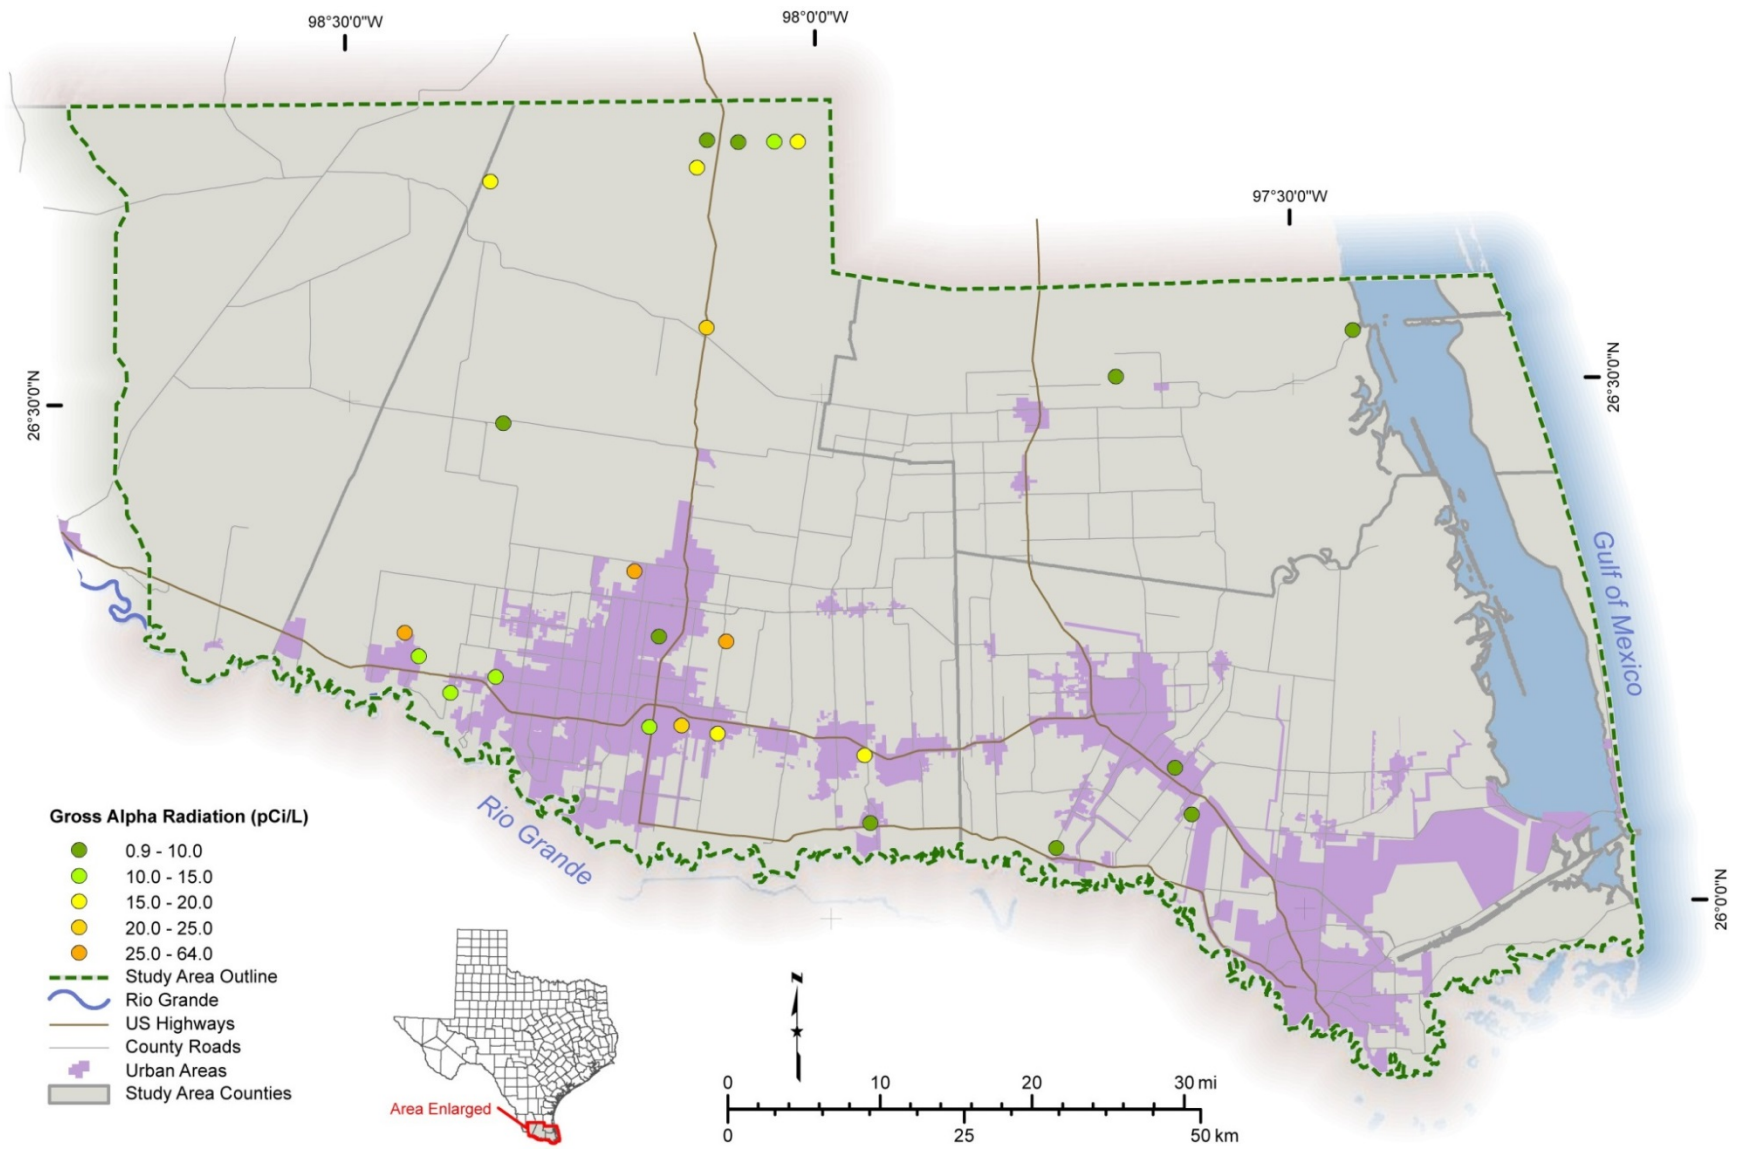 98°30'0"W
98°0'0"W
97°30'0"W
26°30'0"N
26°30'0"N
Gulf of Mexico
Rio Grande
26°0'0"N
Gross Alpha Radiation (pCi/L)
0.9 - 10.0
10.0 - 15.0
15.0 - 20.0
20.0 - 25.0
25.0 - 64.0
Study Area Outline
Rio Grande
US Highways
County Roads
Urban Areas
Study Area Counties
Area Enlarged
N
0 10 20 30 mi
0 25 50 km